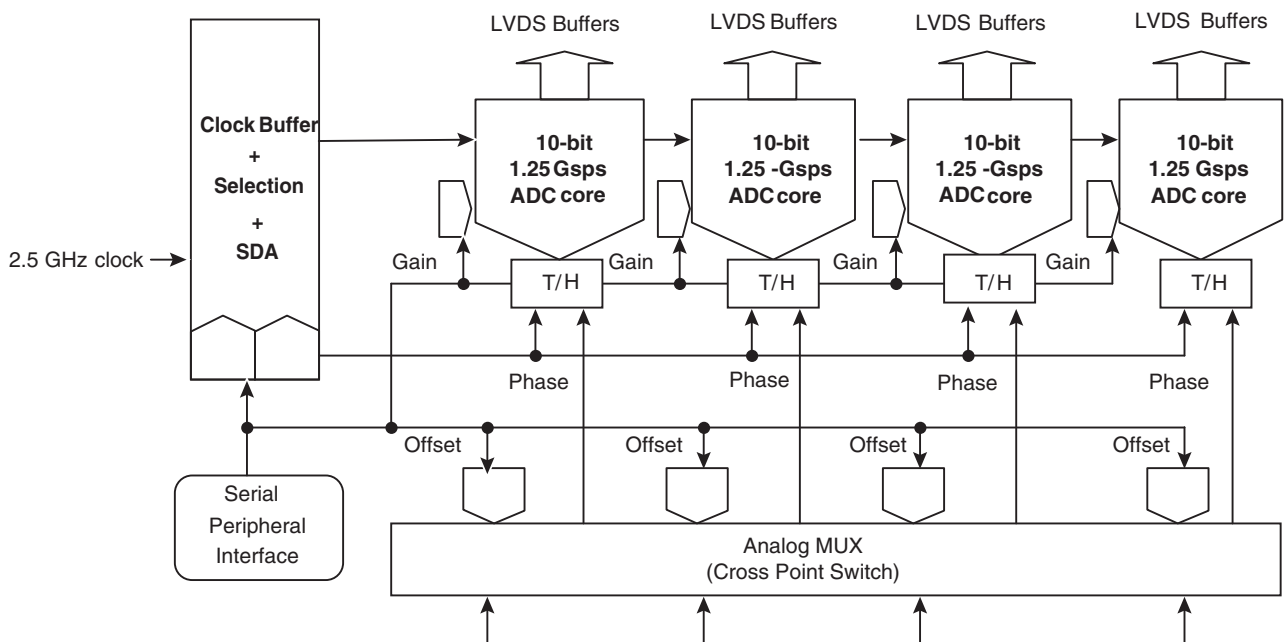 LVDS Buffers
LVDS Buffers
LVDS Buffers
LVDS Buffers
Clock Buffer
+
Selection
+
SDA
10-bit
1.25 Gsps
ADC core
10-bit
1.25 -Gsps
ADC core
10-bit
1.25 -Gsps
ADC core
10-bit
1.25 Gsps
ADC core
2.5 GHz clock
Gain
T/H
Gain
T/H
Gain
T/H
Gain
T/H
Phase
Phase
Phase
Phase
Offset
Offset
Offset
Offset
Serial
Peripheral
Interface
Analog MUX
(Cross Point Switch)